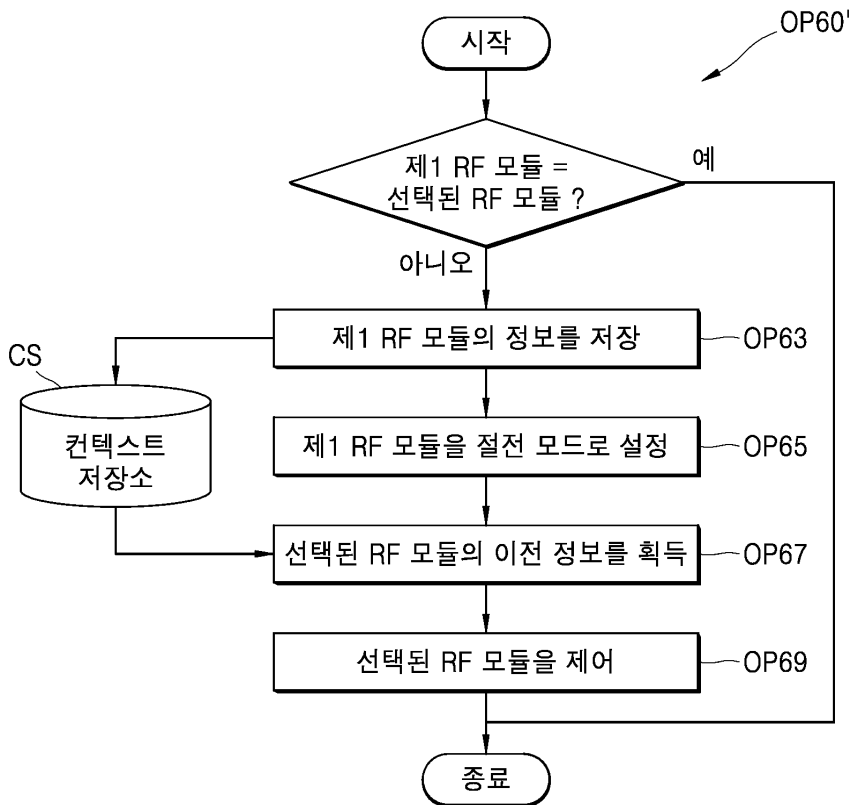 OP60'
시작
제1 RF 모듈 =
선택된 RF 모듈 ?
예
아니오
제1 RF 모듈의 정보를 저장
OP63
CS
컨텍스트
저장소
제1 RF 모듈을 절전 모드로 설정
OP65
선택된 RF 모듈의 이전 정보를 획득
OP67
선택된 RF 모듈을 제어
OP69
종료